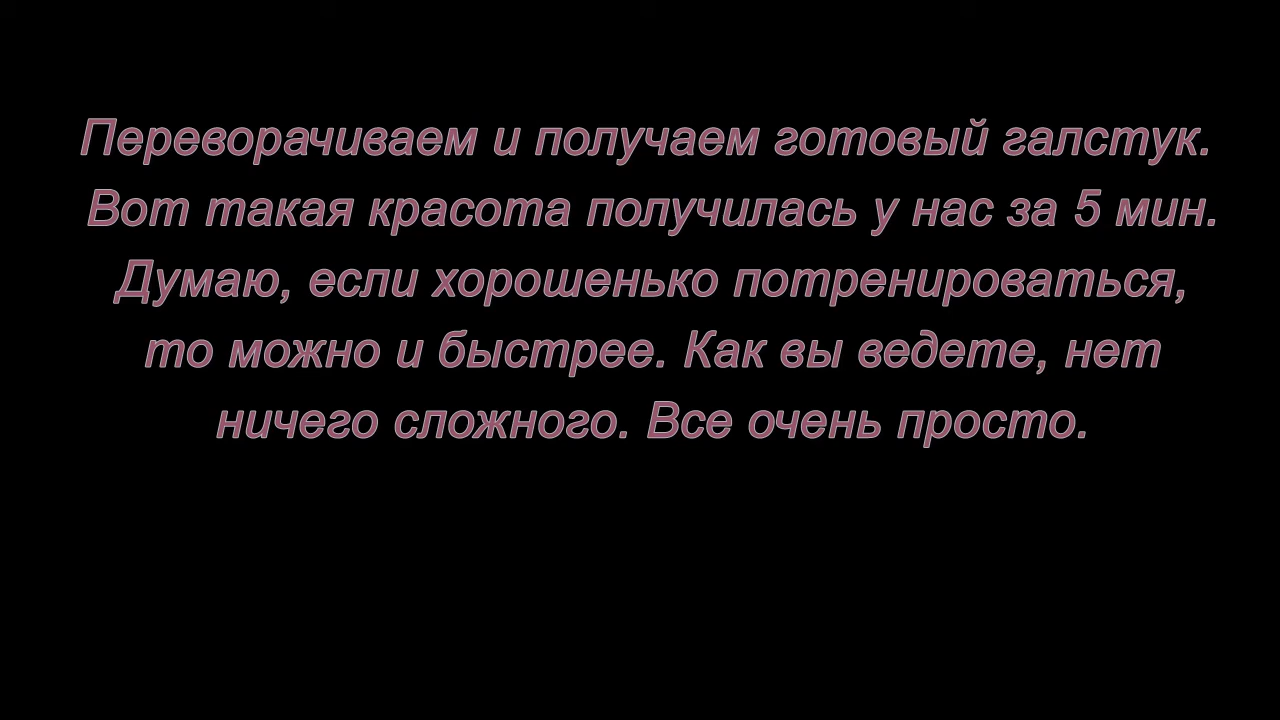 Переворачиваем и получаем готовый галстук.
Вот такая красота получилась у нас за 5 мин.
Думаю, если хорошенько потренироваться,
то можно и быстрее. Как вы ведете, нет
ничего сложного. Все очень просто.